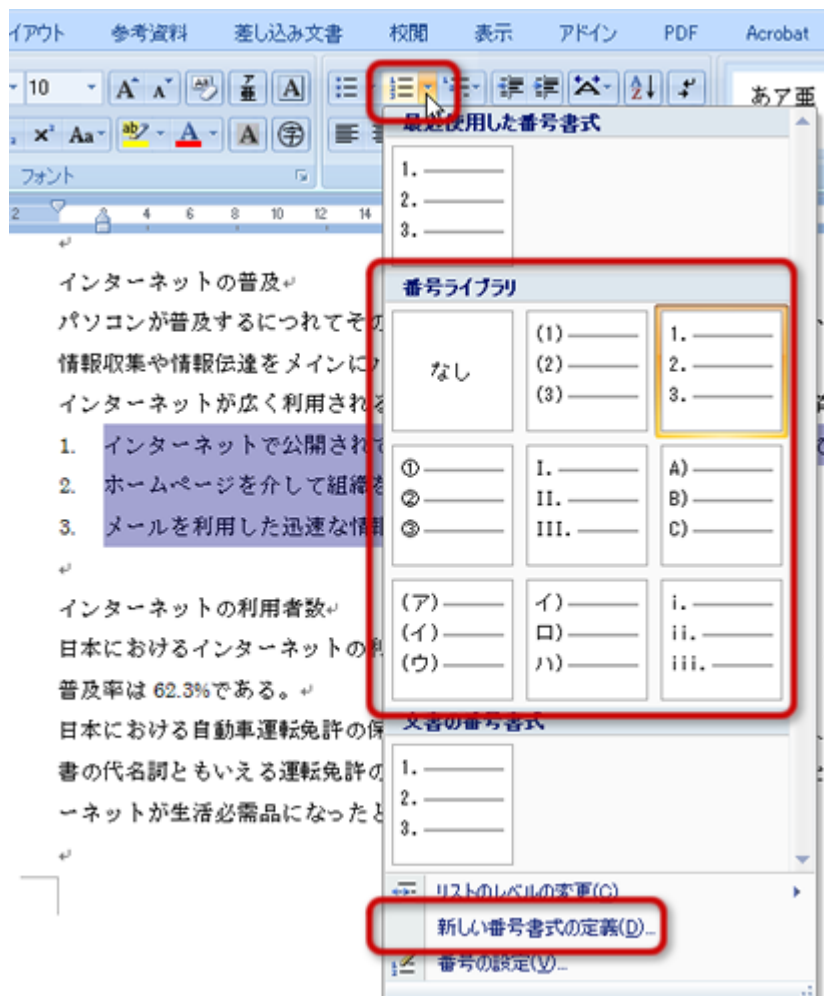 イアウト 参考資料 差し込み文書 校閲 表示 アドイン PDF Acrobat
10 A A 亜 A
あア亜
x² Aa ab A A 字
フォント
2 4 6 8 10 12 14
最近使用した番号書式
1.
2.
3.
番号ライブラリ
なし
(1)
(2)
(3)
1.
2.
3.
①
②
③
I.
II.
III.
A)
B)
C)
(ア)
(イ)
(ウ)
イ)
ロ)
ハ)
i.
ii.
iii.
文書の番号書式
1.
2.
3.
リストのレベルの変更(C)
新しい番号書式の定義(D)...
番号の設定(V)...
インターネットの普及
パソコンが普及するにつれてその
情報収集や情報伝達をメインに
インターネットが広く利用される
1. インターネットで公開されて
2. ホームページを介して組織を
3. メールを利用した迅速な情報
インターネットの利用者数
日本におけるインターネットの利
普及率は 62.3%である。
日本における自動車運転免許の保
書の代名詞ともいえる運転免許の
ーネットが生活必需品になったと